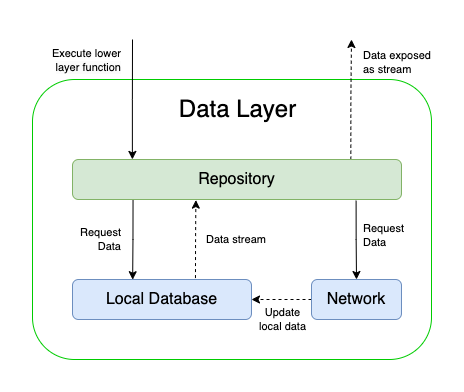 Execute lower
layer function
Data exposed
as stream
Data Layer
Repository
Request
Data
Data stream
Request
Data
Local Database
Update
local data
Network